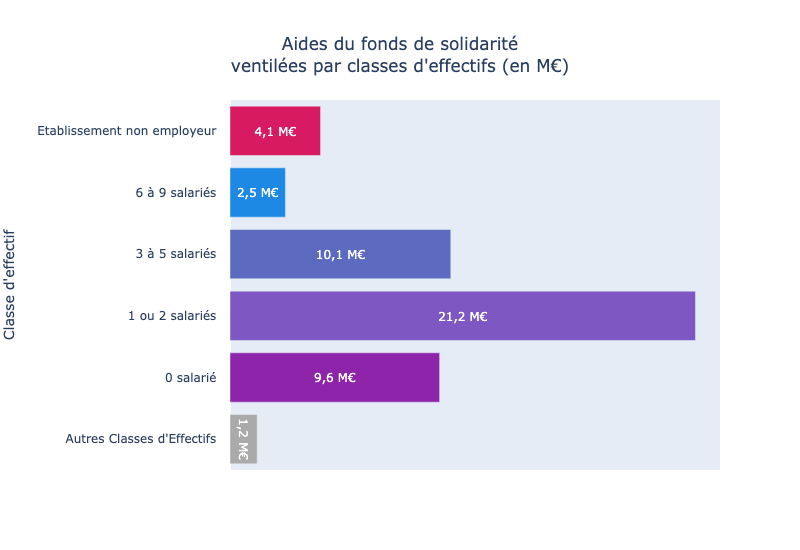 Aides du fonds de solidarité
ventilées par classes d'effectifs (en M€)
Classe d'effectif
Etablissement non employeur
4,1 M€
6 à 9 salariés
2,5 M€
3 à 5 salariés
10,1 M€
1 ou 2 salariés
21,2 M€
0 salarié
9,6 M€
Autres Classes d'Effectifs
1,2 M€